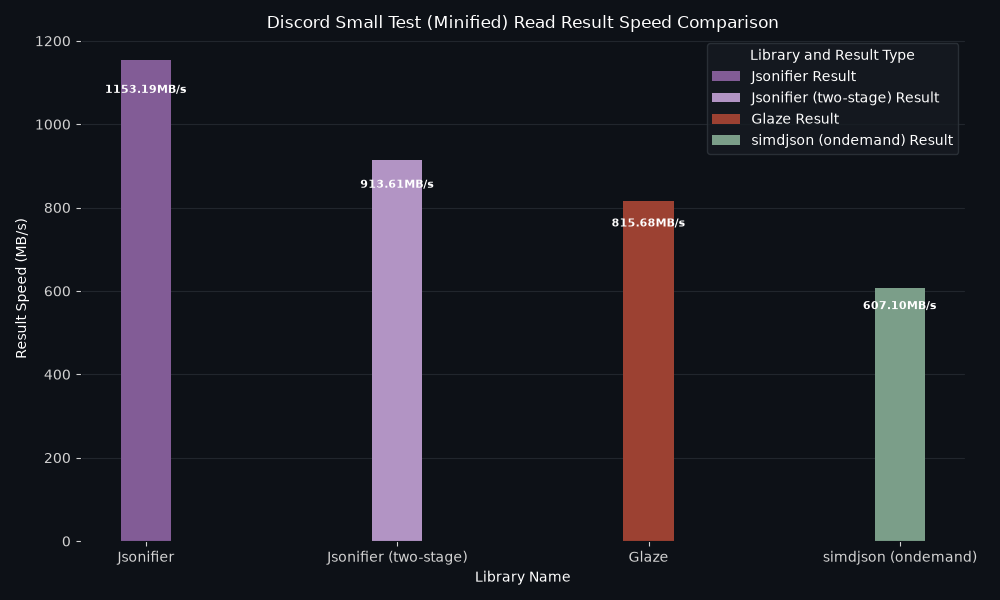 Discord Small Test (Minified) Read Result Speed Comparison
Result Speed (MB/s)
1200
1000
800
600
400
200
0
1153.19MB/s
913.61MB/s
815.68MB/s
607.10MB/s
Library and Result Type
Jsonifier Result
Jsonifier (two-stage) Result
Glaze Result
simdjson (ondemand) Result
Jsonifier
Jsonifier (two-stage)
Glaze
simdjson (ondemand)
Library Name